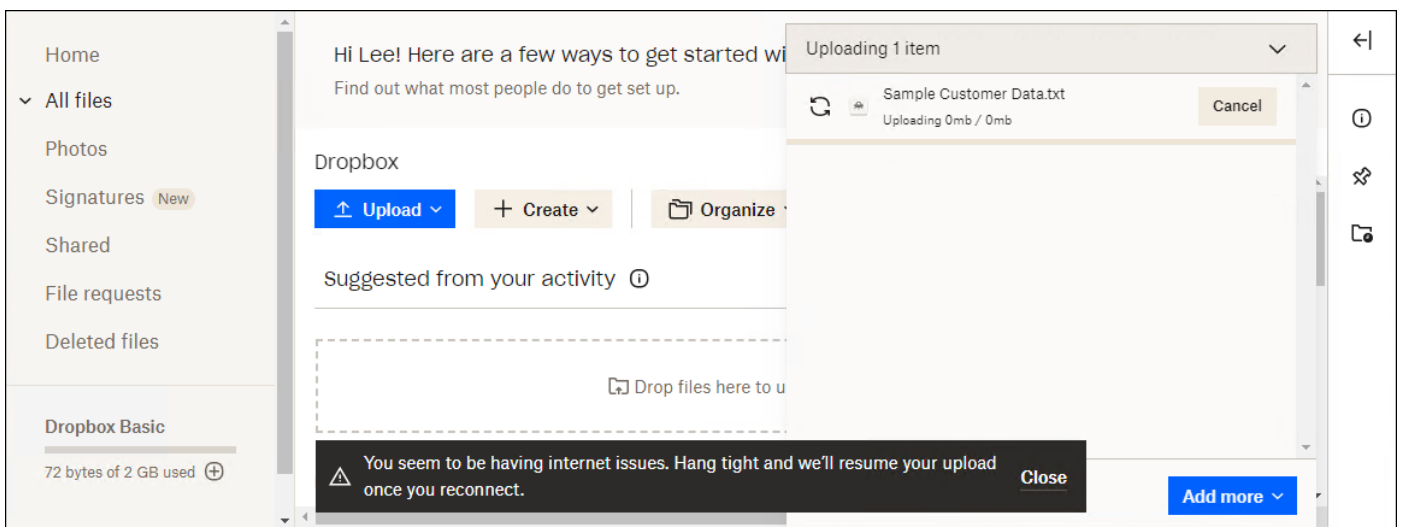 Home
All files
Photos
Signatures New
Shared
File requests
Deleted files
Dropbox Basic
72 bytes of 2 GB used
Hi Lee! Here are a few ways to get started wi
Find out what most people do to get set up.
Dropbox
Upload
Create
Organize
Suggested from your activity
Drop files here to u
You seem to be having internet issues. Hang tight and we'll resume your upload
once you reconnect.
Close
Uploading 1 item
Sample Customer Data.txt
Uploading 0mb / 0mb
Cancel
Add more